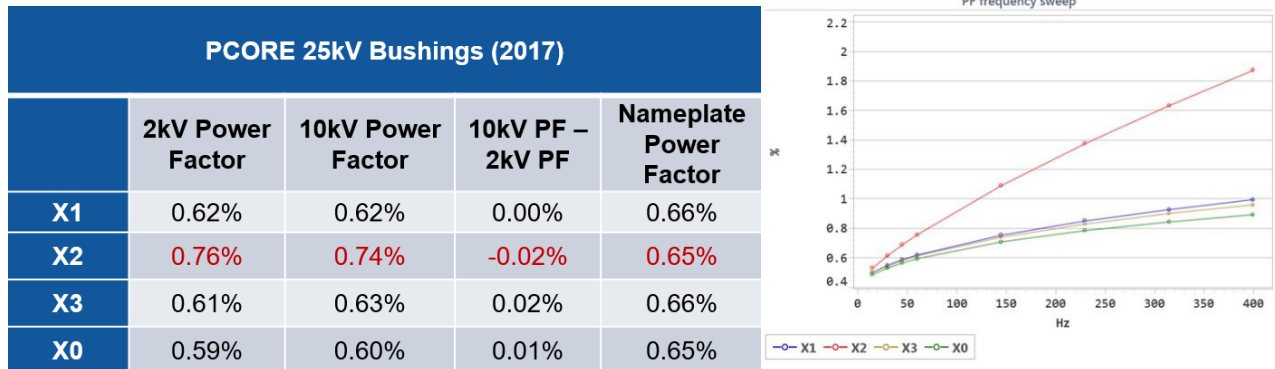 PCORE 25kV Bushings (2017)
2kV Power Factor 10kV Power Factor 10kV PF – 2kV PF Nameplate Power Factor
X1 0.62% 0.62% 0.00% 0.66%
X2 0.76% 0.74% -0.02% 0.65%
X3 0.61% 0.63% 0.02% 0.66%
X0 0.59% 0.60% 0.01% 0.65%
PF frequency sweep
2.2
2
1.8
1.6
1.4
1.2
1
0.8
0.6
0.4
%
0 50 100 150 200 250 300 350 400
Hz
X1 X2 X3 X0